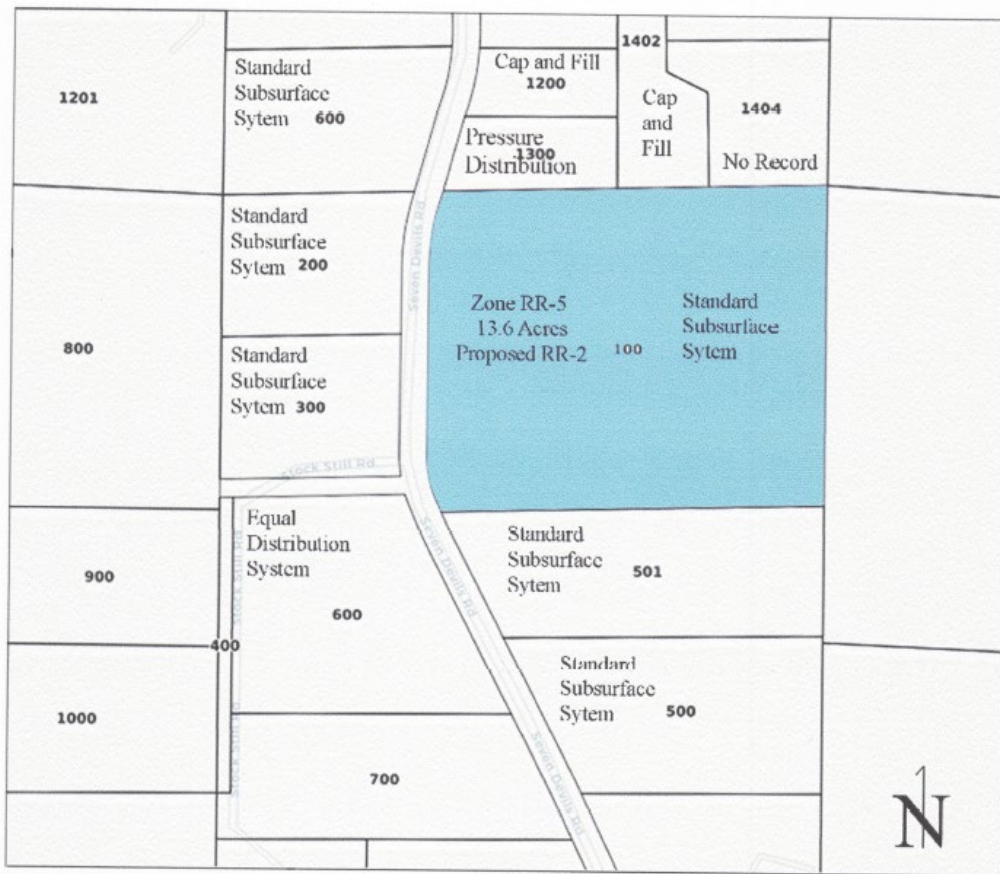 1201
Standard
Subsurface
Sytem 600
Cap and Fill
1200
1402
Cap
and
Fill
1404
No Record
Pressure
1300
Distribution
Standard
Subsurface
Sytem 200
Seven Devils Rd
800
Standard
Subsurface
Sytem 300
Zone RR-5
13.6 Acres
Proposed RR-2
100
Standard
Subsurface
Sytem
Stock Still Rd
Equal
Distribution
System
600
Stock Still Rd
Seven Devils Rd
Standard
Subsurface
Sytem
501
900
400
1000
Standard
Subsurface
Sytem 500
Stock Still Rd
700
Seven Devils Rd
N